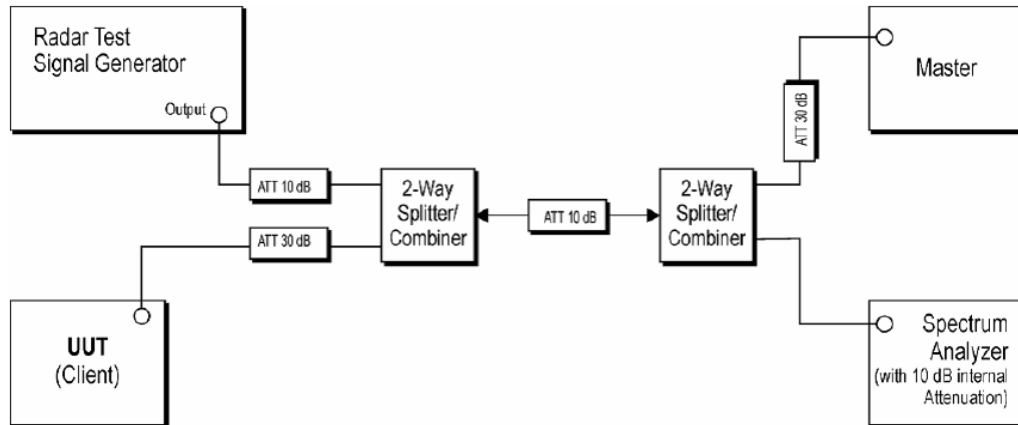 Radar Test
Signal Generator
Output
ATT 10 dB
ATT 30 dB
2-Way
Splitter/
Combiner
ATT 10 dB
2-Way
Splitter/
Combiner
ATT 30 dB
Master
UUT
(Client)
Spectrum
Analyzer
(with 10 dB internal
Attenuation)